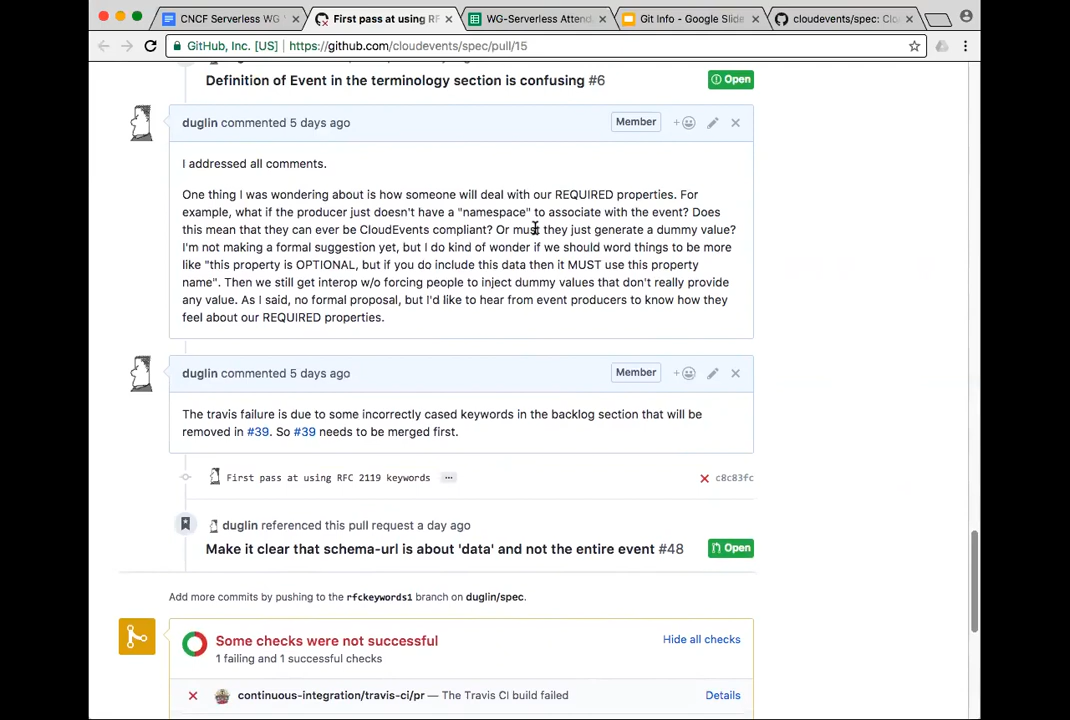 CNCF Serverless WG
First pass at using RF
WG-Serverless Attend
Git Info - Google Slide
cloudevents/spec: Cl
GitHub, Inc. [US]
https://github.com/cloudevents/spec/pull/15
Definition of Event in the terminology section is confusing #6
Open
duglin commented 5 days ago
Member
I addressed all comments.
One thing I was wondering about is how someone will deal with our REQUIRED properties. For
example, what if the producer just doesn't have a "namespace" to associate with the event? Does
this mean that they can ever be CloudEvents compliant? Or must they just generate a dummy value?
I'm not making a formal suggestion yet, but I do kind of wonder if we should word things to be more
like "this property is OPTIONAL, but if you do include this data then it MUST use this property
name". Then we still get interop w/o forcing people to inject dummy values that don't really provide
any value. As I said, no formal proposal, but I'd like to hear from event producers to know how they
feel about our REQUIRED properties.
duglin commented 5 days ago
Member
The travis failure is due to some incorrectly cased keywords in the backlog section that will be
removed in #39. So #39 needs to be merged first.
First pass at using RFC 2119 keywords
c8c83fc
duglin referenced this pull request a day ago
Make it clear that schema-url is about 'data' and not the entire event #48
Open
Add more commits by pushing to the rfckeywords1 branch on duglin/spec.
Some checks were not successful
Hide all checks
1 failing and 1 successful checks
continuous-integration/travis-ci/pr — The Travis CI build failed
Details